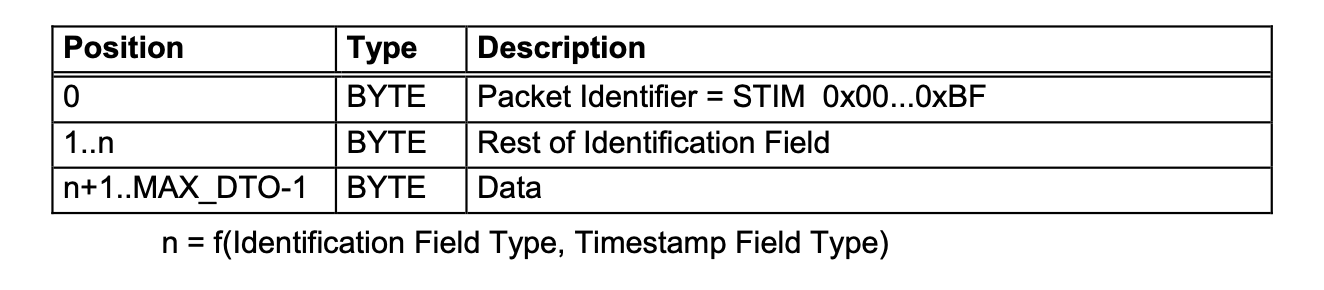 Position Type Description
0 BYTE Packet Identifier = STIM 0x00...0xBF
1..n BYTE Rest of Identification Field
n+1..MAX_DTO-1 BYTE Data
n = f(Identification Field Type, Timestamp Field Type)